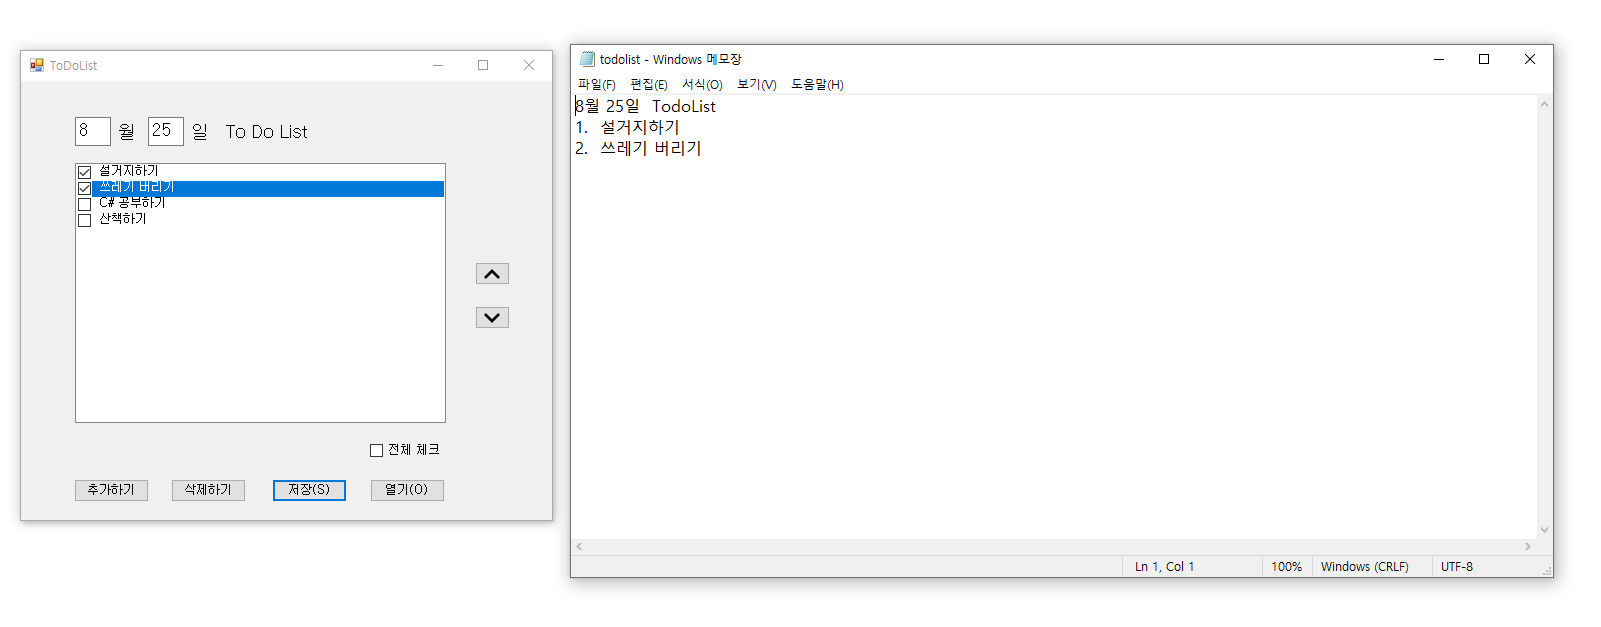 ToDoList
8 월 25 일 To Do List
설거지하기
쓰레기 버리기
C# 공부하기
산책하기
전체 체크
추가하기 삭제하기 저장(S) 열기(O)
todolist - Windows 메모장
파일(F) 편집(E) 서식(O) 보기(V) 도움말(H)
8월 25일 TodoList
1. 설거지하기
2. 쓰레기 버리기
Ln 1, Col 1 100% Windows (CRLF) UTF-8